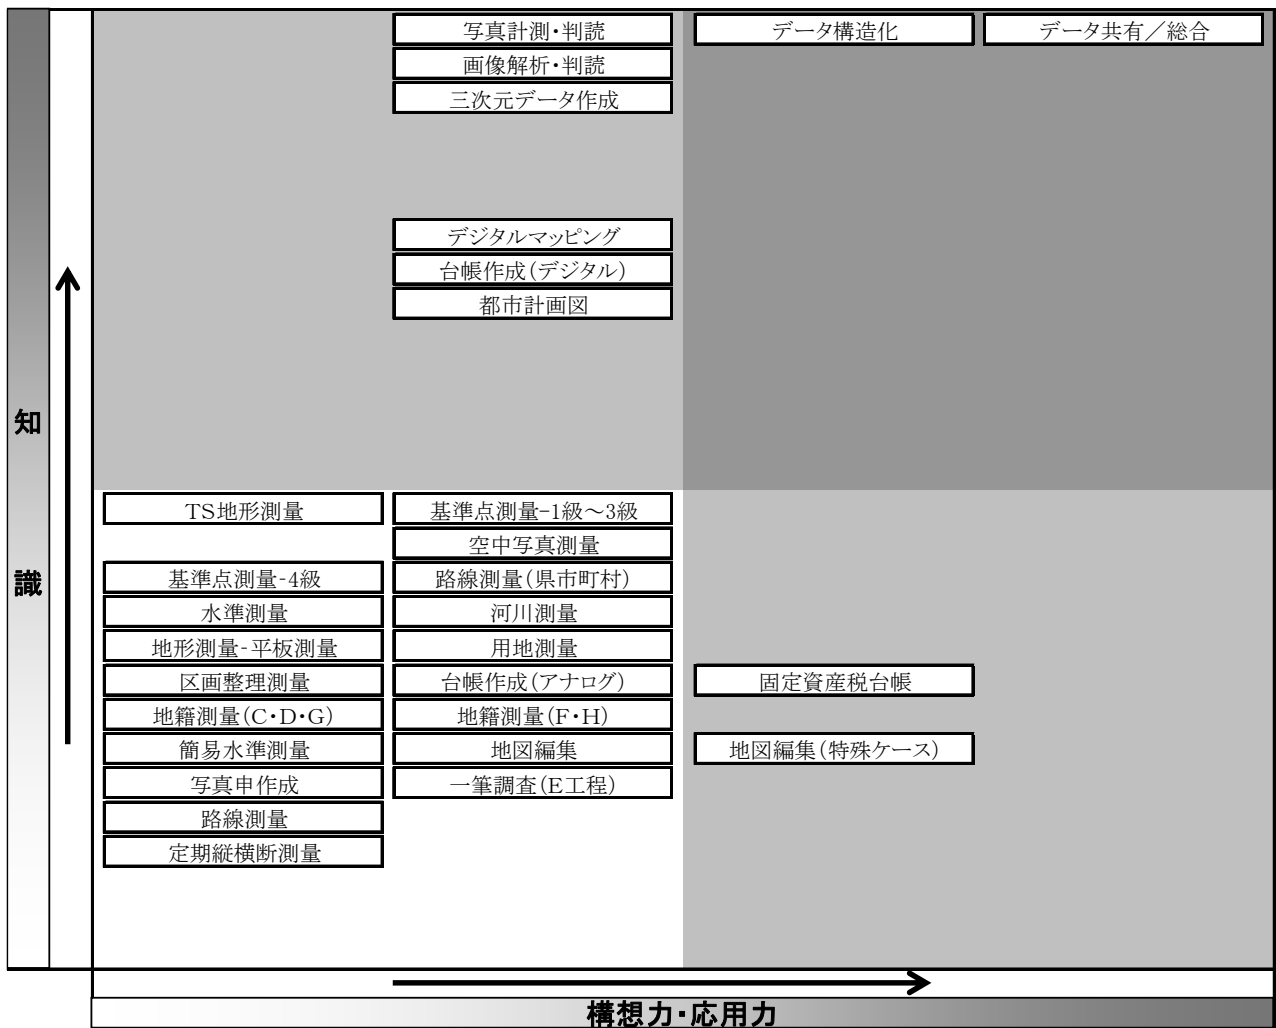 写真計測・判読 データ構造化 データ共有／総合
画像解析・判読
三次元データ作成
デジタルマッピング
台帳作成(デジタル)
都市計画図
知
識
TS地形測量 基準点測量-1級～3級
空中写真測量
基準点測量-4級 路線測量(県市町村)
水準測量 河川測量
地形測量-平板測量 用地測量
区画整理測量 台帳作成(アナログ) 固定資産税台帳
地籍測量(C・D・G) 地籍測量(F・H)
簡易水準測量 地図編集 地図編集(特殊ケース)
写真申作成 一筆調査(E工程)
路線測量
定期縦横断測量
構想力・応用力